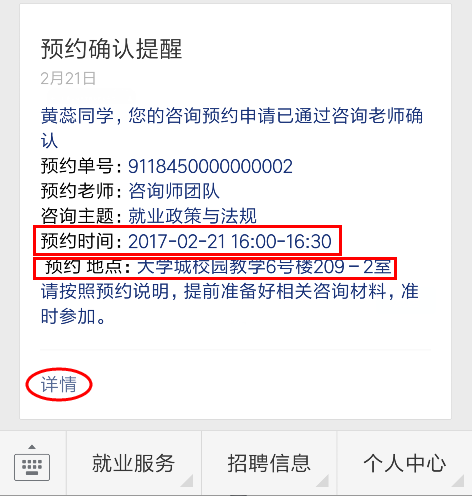 预约确认提醒
2月21日
黄蕊同学，您的咨询预约申请已通过咨询老师确
认
预约单号：9118450000000002
预约老师：咨询师团队
咨询主题：就业政策与法规
预约时间：2017-02-21 16:00-16:30
预约 地点：大学城校园教学6号楼209－2室
请按照预约说明，提前准备好相关咨询材料，准
时参加。
详情
就业服务 招聘信息 个人中心